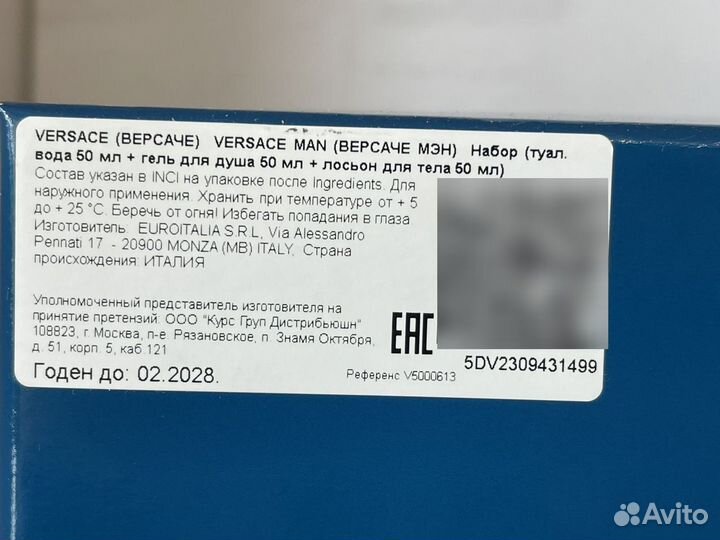 VERSACE (ВЕРСАЧЕ) VERSACE MAN (ВЕРСАЧЕ МЭН) Набор (туал.
вода 50 мл + гель для душа 50 мл + лосьон для тела 50 мл)
Состав указан в INCI на упаковке после Ingredients. Для
наружного применения. Хранить при температуре от + 5
до + 25 °C. Беречь от огня! Избегать попадания в глаза.
Изготовитель: EUROITALIA S.R.L, Via Alessandro
Pennati 17 - 20900 MONZA (MB) ITALY, Страна
происхождения: ИТАЛИЯ
Уполномоченный представитель изготовителя на
принятие претензий: ООО "Курс Груп Дистрибьюшн"
108823, г. Москва, п-е. Рязановское, п. Знамя Октября,
д. 51, корп. 5, каб.121
Годен до: 02.2028.
EAC
Референс V5000613
5DV2309431499
Avito